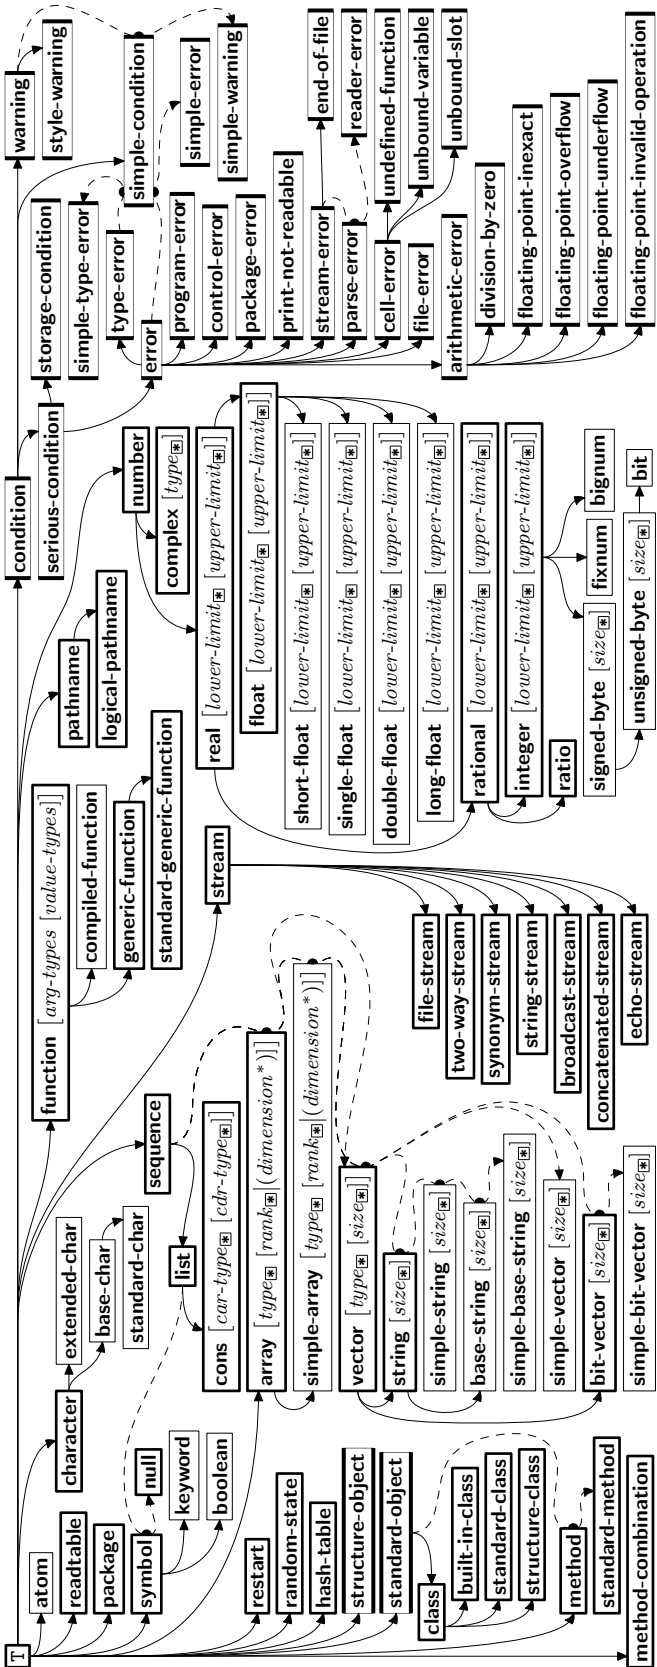 T
atom
readtable
package
symbol
null
keyword
boolean
restart
random-state
hash-table
structure-object
standard-object
class
built-in-class
standard-class
structure-class
method
standard-method
method-combination
character
extended-char
base-char
standard-char
sequence
list
cons [car-type* [cdr-type*]]
array [type* [rank*|(dimension*)]]
simple-array [type* [rank*|(dimension*)]]
vector [type* [size*]]
string [size*]
simple-string [size*]
base-string [size*]
simple-base-string [size*]
simple-vector [size*]
bit-vector [size*]
simple-bit-vector [size*]
function [arg-types [value-types]]
compiled-function
generic-function
standard-generic-function
stream
file-stream
two-way-stream
synonym-stream
string-stream
broadcast-stream
concatenated-stream
echo-stream
pathname
logical-pathname
number
complex [type*]
real [lower-limit* [upper-limit*]]
float [lower-limit* [upper-limit*]]
short-float [lower-limit* [upper-limit*]]
single-float [lower-limit* [upper-limit*]]
double-float [lower-limit* [upper-limit*]]
long-float [lower-limit* [upper-limit*]]
rational [lower-limit* [upper-limit*]]
integer [lower-limit* [upper-limit*]]
ratio
signed-byte [size*]
fixnum
bignum
unsigned-byte [size*]
bit
condition
serious-condition
storage-condition
simple-type-error
type-error
error
program-error
control-error
package-error
print-not-readable
stream-error
end-of-file
parse-error
reader-error
cell-error
undefined-function
unbound-variable
unbound-slot
file-error
arithmetic-error
division-by-zero
floating-point-inexact
floating-point-overflow
floating-point-underflow
floating-point-invalid-operation
warning
style-warning
simple-condition
simple-error
simple-warning